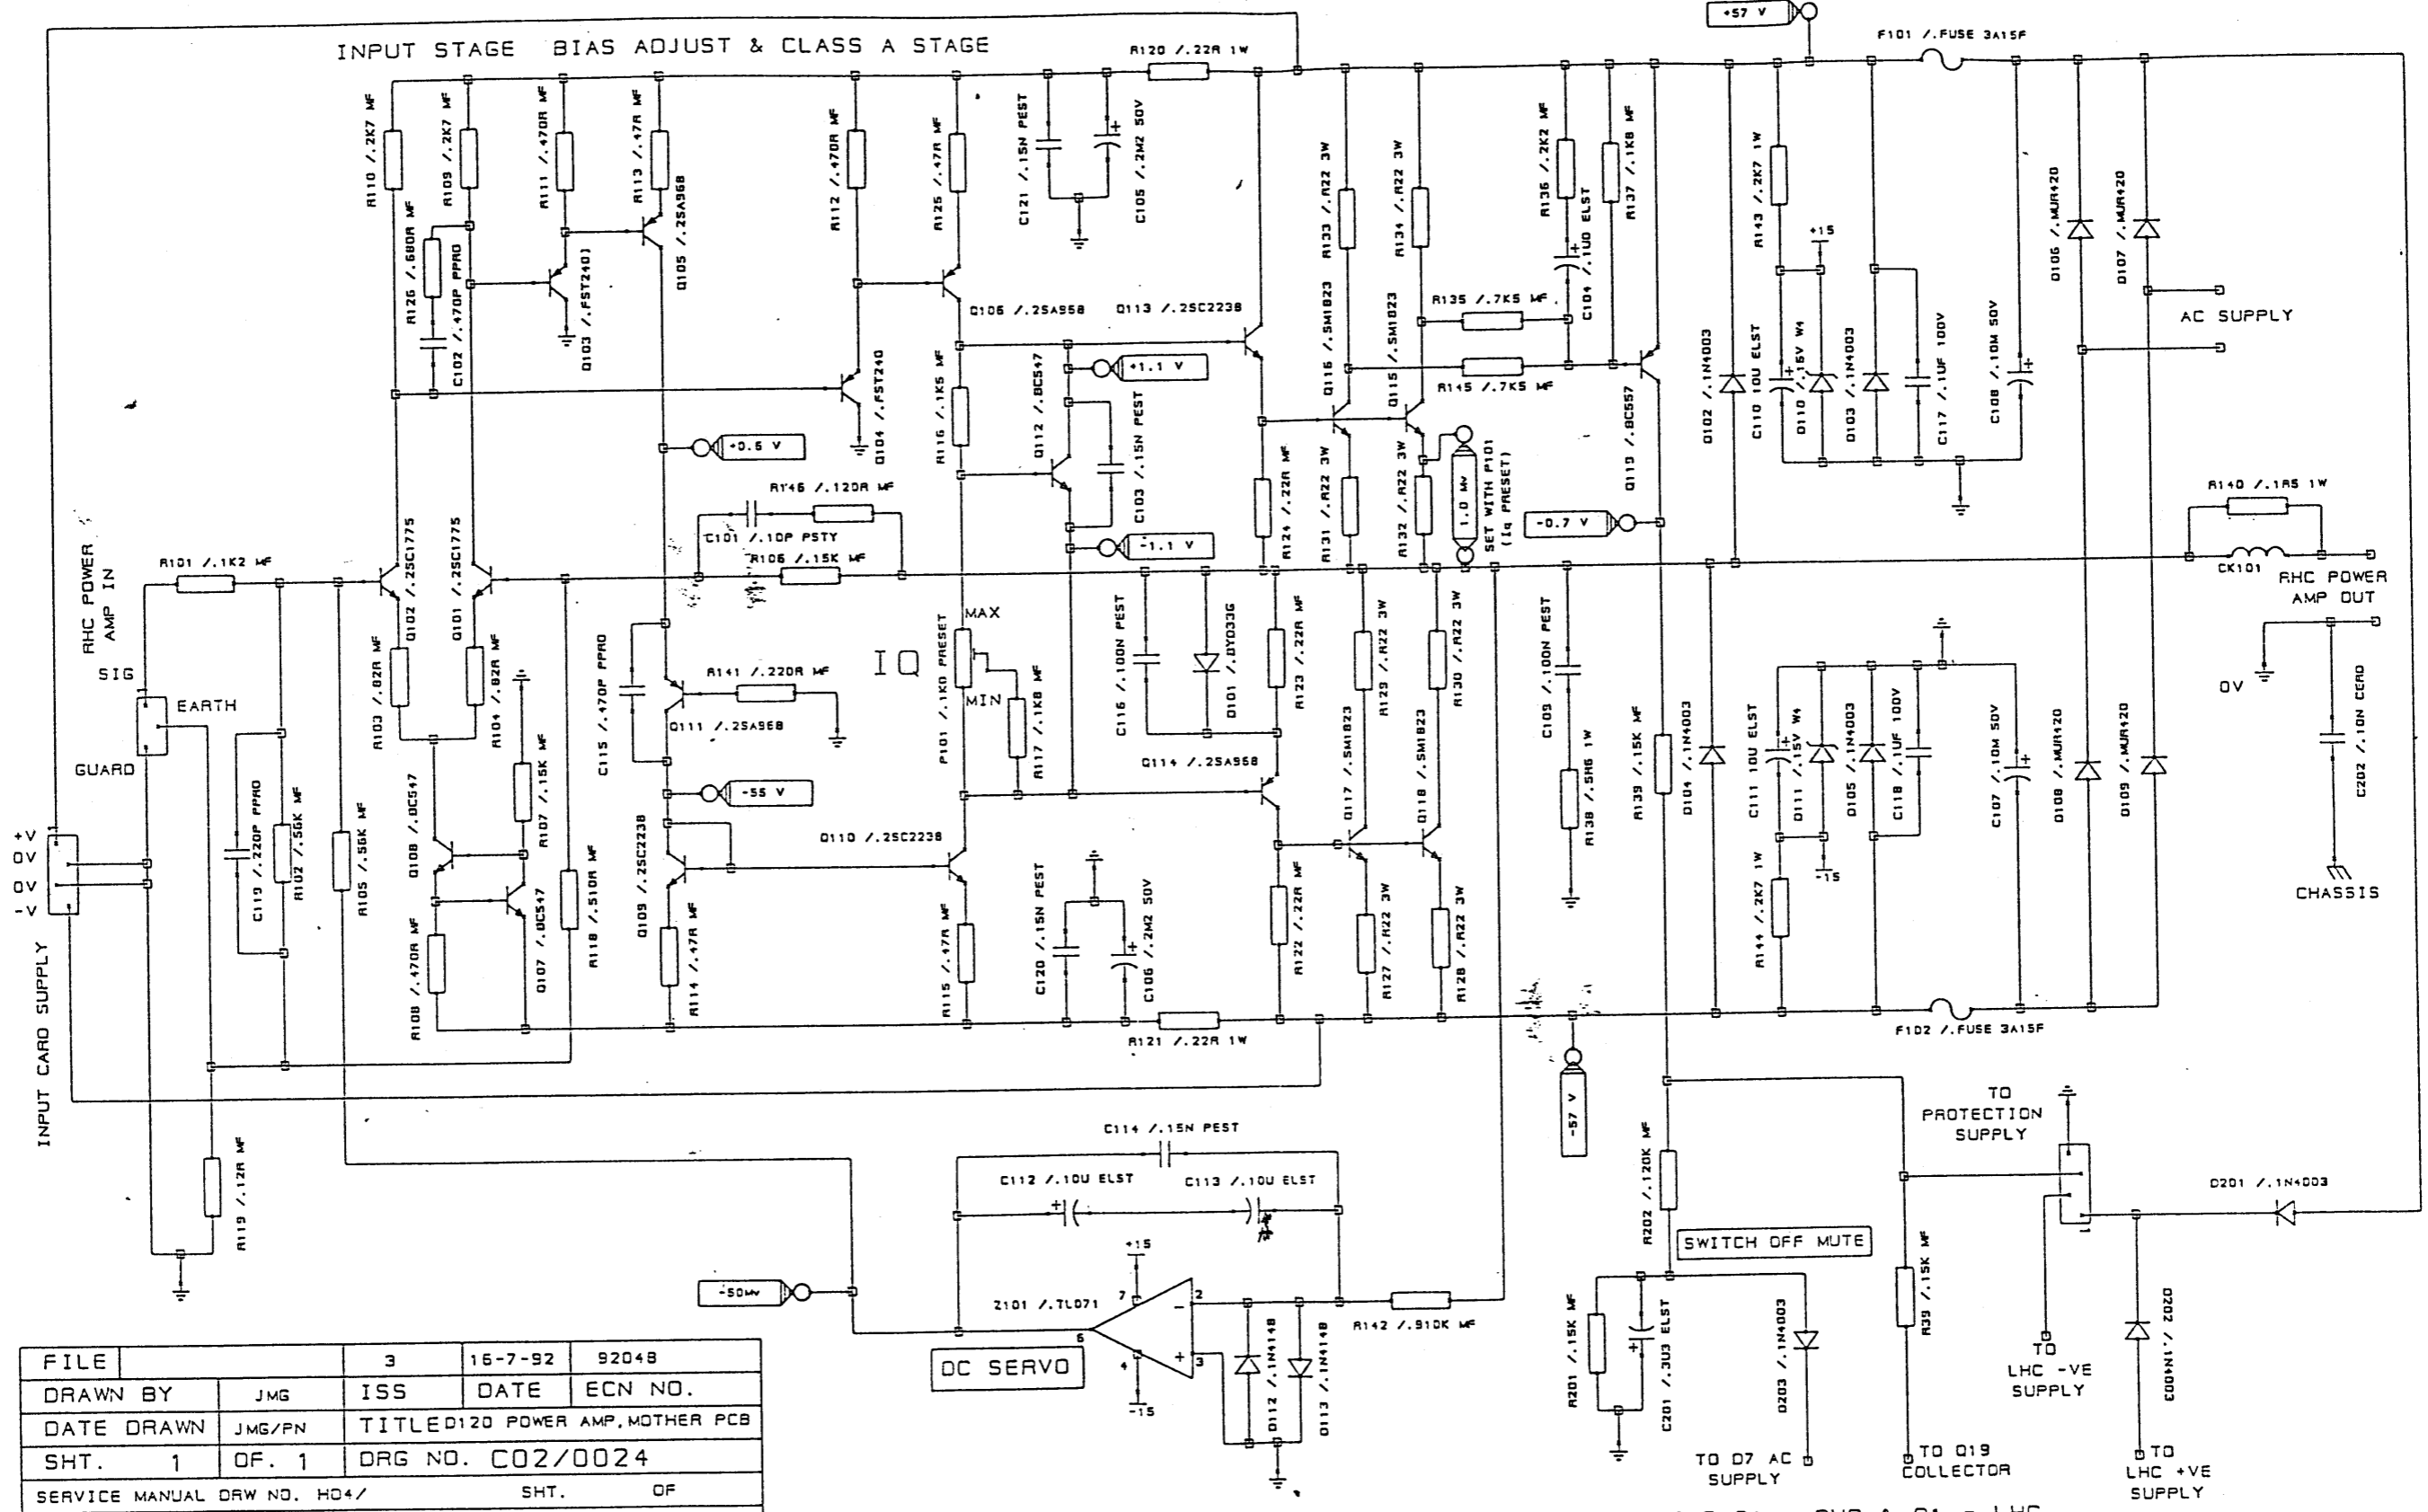 INPUT STAGE BIAS ADJUST & CLASS A STAGE
+57 V
R120 /.22R 1W
F101 /.FUSE 3A15F
R110 /.2K7 MF
R109 /.2K7 MF
R111 /.470R MF
R113 /.47R MF
R112 /.470R MF
R125 /.47R MF
C121 /.15N PEST
C105 /.2M2 50V
R133 /.R22 3W
R134 /.R22 3W
R136 /.2K2 MF
C104 /.1U0 ELST
R137 /.1K8 MF
R143 /.2K7 1W
+15
D106 /.MUR420
D107 /.MUR420
AC SUPPLY
R126 /.680R MF
C102 /.470P PPRO
Q103 /.FST240
Q105 /.2SA968
Q106 /.2SA968
Q113 /.2SC2238
Q116 /.SM1823
Q115 /.SM1823
R135 /.7K5 MF
R145 /.7K5 MF
Q104 /.FST240
R116 /.1K5 MF
Q112 /.BC547
C103 /.15N PEST
+1.1 V
+0.6 V
-1.1 V
R124 /.22R MF
R131 /.R22 3W
R132 /.R22 3W
1.0 Mv
SET WITH P101
(Iq PRESET)
-0.7 V
Q119 /.BC557
D102 /.1N4003
C110 10U ELST
D110 /.15V W4
D103 /.1N4003
C117 /.1UF 100V
C108 /.10M 50V
R140 /.1R5 1W
CK101
RHC POWER
AMP OUT
RHC POWER
AMP IN
R101 /.1K2 MF
Q102 /.2SC1775
Q101 /.2SC1775
R146 /.120R MF
C101 /.10P PSTY
R106 /.15K MF
SIG
EARTH
GUARD
R103 /.82R MF
R104 /.82R MF
R107 /.15K MF
C115 /.470P PPRO
R141 /.220R MF
Q111 /.2SA968
IQ
MAX
MIN
P101 /.1K0 PRESET
R117 /.1K8 MF
C116 /.100N PEST
D101 /.BY033G
R123 /.22R MF
R129 /.R22 3W
R130 /.R22 3W
Q114 /.2SA968
Q117 /.SM1823
Q118 /.SM1823
C109 /.100N PEST
R138 /.5R6 1W
R139 /.15K MF
D104 /.1N4003
C111 10U ELST
D111 /.15V W4
D105 /.1N4003
C118 /.1UF 100V
C107 /.10M 50V
D108 /.MUR420
D109 /.MUR420
0V
C202 /.10N CERD
CHASSIS
-55 V
+V
0V
0V
-V
INPUT CARD SUPPLY
C119 /.220P PPRO
R102 /.56K MF
R105 /.56K MF
Q108 /.BC547
Q107 /.BC547
R108 /.470R MF
R118 /.510R MF
Q109 /.2SC2238
Q110 /.2SC2238
R114 /.47R MF
R115 /.47R MF
C120 /.15N PEST
C106 /.2M2 50V
R122 /.22R MF
R127 /.R22 3W
R128 /.R22 3W
R144 /.2K7 1W
-15
R121 /.22R 1W
F102 /.FUSE 3A15F
-57 V
R119 /.12R MF
C114 /.15N PEST
C112 /.10U ELST
C113 /.10U ELST
+15
-50Mv
Z101 /.TL071
7
2
6
4
3
-15
R142 /.910K MF
DC SERVO
D112 /.1N4148
D113 /.1N4148
R202 /.120K MF
SWITCH OFF MUTE
R201 /.15K MF
C201 /.3U3 ELST
D203 /.1N4003
TO D7 AC
SUPPLY
R39 /.15K MF
TO Q19
COLLECTOR
TO
PROTECTION
SUPPLY
1
D201 /.1N4003
D202 /.1N4003
TO
LHC -VE
SUPPLY
TO
LHC +VE
SUPPLY
FILE 3 16-7-92 92048
DRAWN BY JMG ISS DATE ECN NO.
DATE DRAWN JMG/PN TITLE D120 POWER AMP, MOTHER PCB
SHT. 1 OF. 1 DRG NO. C02/0024
SERVICE MANUAL DRW NO. H04/ SHT. OF